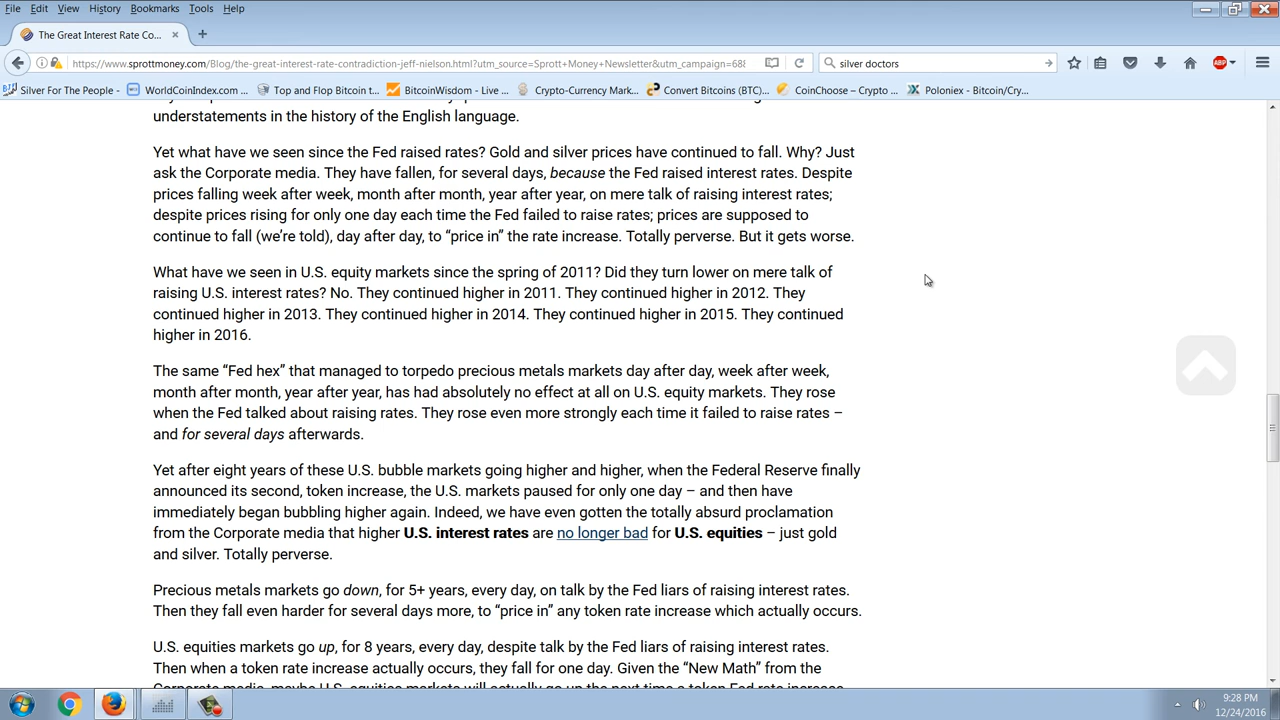 File Edit View History Bookmarks Tools Help
The Great Interest Rate Co... × +
https://www.sprottmoney.com/Blog/the-great-interest-rate-contradiction-jeff-nielson.html?utm_source=Sprott+Money+Newsletter&utm_campaign=68 silver doctors ABP
Silver For The People - WorldCoinIndex.com ... Top and Flop Bitcoin t... BitcoinWisdom - Live ... Crypto-Currency Mark... Convert Bitcoins (BTC)... CoinChoose – Crypto ... Poloniex - Bitcoin/Cry...
understatements in the history of the English language.
Yet what have we seen since the Fed raised rates? Gold and silver prices have continued to fall. Why? Just
ask the Corporate media. They have fallen, for several days, because the Fed raised interest rates. Despite
prices falling week after week, month after month, year after year, on mere talk of raising interest rates;
despite prices rising for only one day each time the Fed failed to raise rates; prices are supposed to
continue to fall (we’re told), day after day, to “price in” the rate increase. Totally perverse. But it gets worse.
What have we seen in U.S. equity markets since the spring of 2011? Did they turn lower on mere talk of
raising U.S. interest rates? No. They continued higher in 2011. They continued higher in 2012. They
continued higher in 2013. They continued higher in 2014. They continued higher in 2015. They continued
higher in 2016.
The same “Fed hex” that managed to torpedo precious metals markets day after day, week after week,
month after month, year after year, has had absolutely no effect at all on U.S. equity markets. They rose
when the Fed talked about raising rates. They rose even more strongly each time it failed to raise rates –
and for several days afterwards.
Yet after eight years of these U.S. bubble markets going higher and higher, when the Federal Reserve finally
announced its second, token increase, the U.S. markets paused for only one day – and then have
immediately began bubbling higher again. Indeed, we have even gotten the totally absurd proclamation
from the Corporate media that higher U.S. interest rates are no longer bad for U.S. equities – just gold
and silver. Totally perverse.
Precious metals markets go down, for 5+ years, every day, on talk by the Fed liars of raising interest rates.
Then they fall even harder for several days more, to “price in” any token rate increase which actually occurs.
U.S. equities markets go up, for 8 years, every day, despite talk by the Fed liars of raising interest rates.
Then when a token rate increase actually occurs, they fall for one day. Given the “New Math” from the
Corporate media, maybe U.S. equities markets will actually go up the next time a token Fed rate increase
9:28 PM
12/24/2016